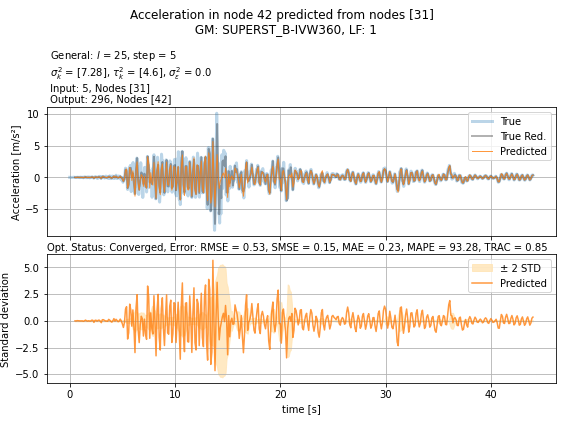 Acceleration in node 42 predicted from nodes [31]
GM: SUPERST_B-IVW360, LF: 1
General: l = 25, step = 5
σ²ₖ = [7.28], τ²ₖ = [4.6], σ²ε = 0.0
Input: 5, Nodes [31]
Output: 296, Nodes [42]
Acceleration [m/s²]
10
5
0
−5
True
True Red.
Predicted
Opt. Status: Converged, Error: RMSE = 0.53, SMSE = 0.15, MAE = 0.23, MAPE = 93.28, TRAC = 0.85
Standard deviation
5.0
2.5
0.0
−2.5
−5.0
± 2 STD
Predicted
0
10
20
30
40
time [s]